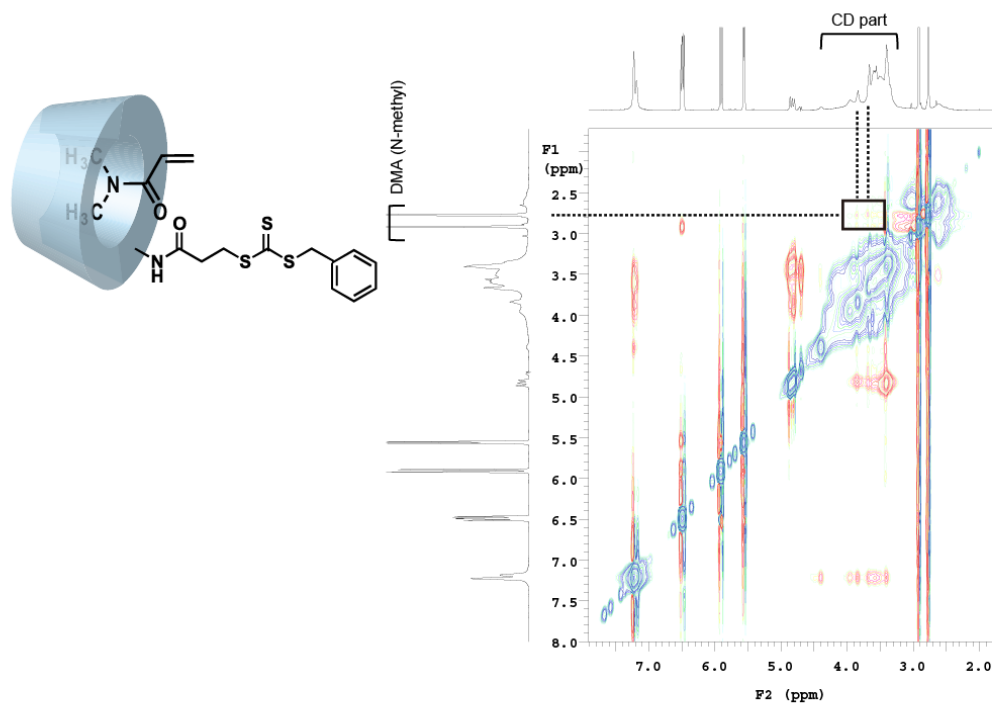 CD part
DMA (N-methyl)
F1
(ppm)
2.5
3.0
3.5
4.0
4.5
5.0
5.5
6.0
6.5
7.0
7.5
8.0
7.0 6.0 5.0 4.0 3.0 2.0
F2 (ppm)
H₃C
N
H₃C
O
O
S
N
H
S
S